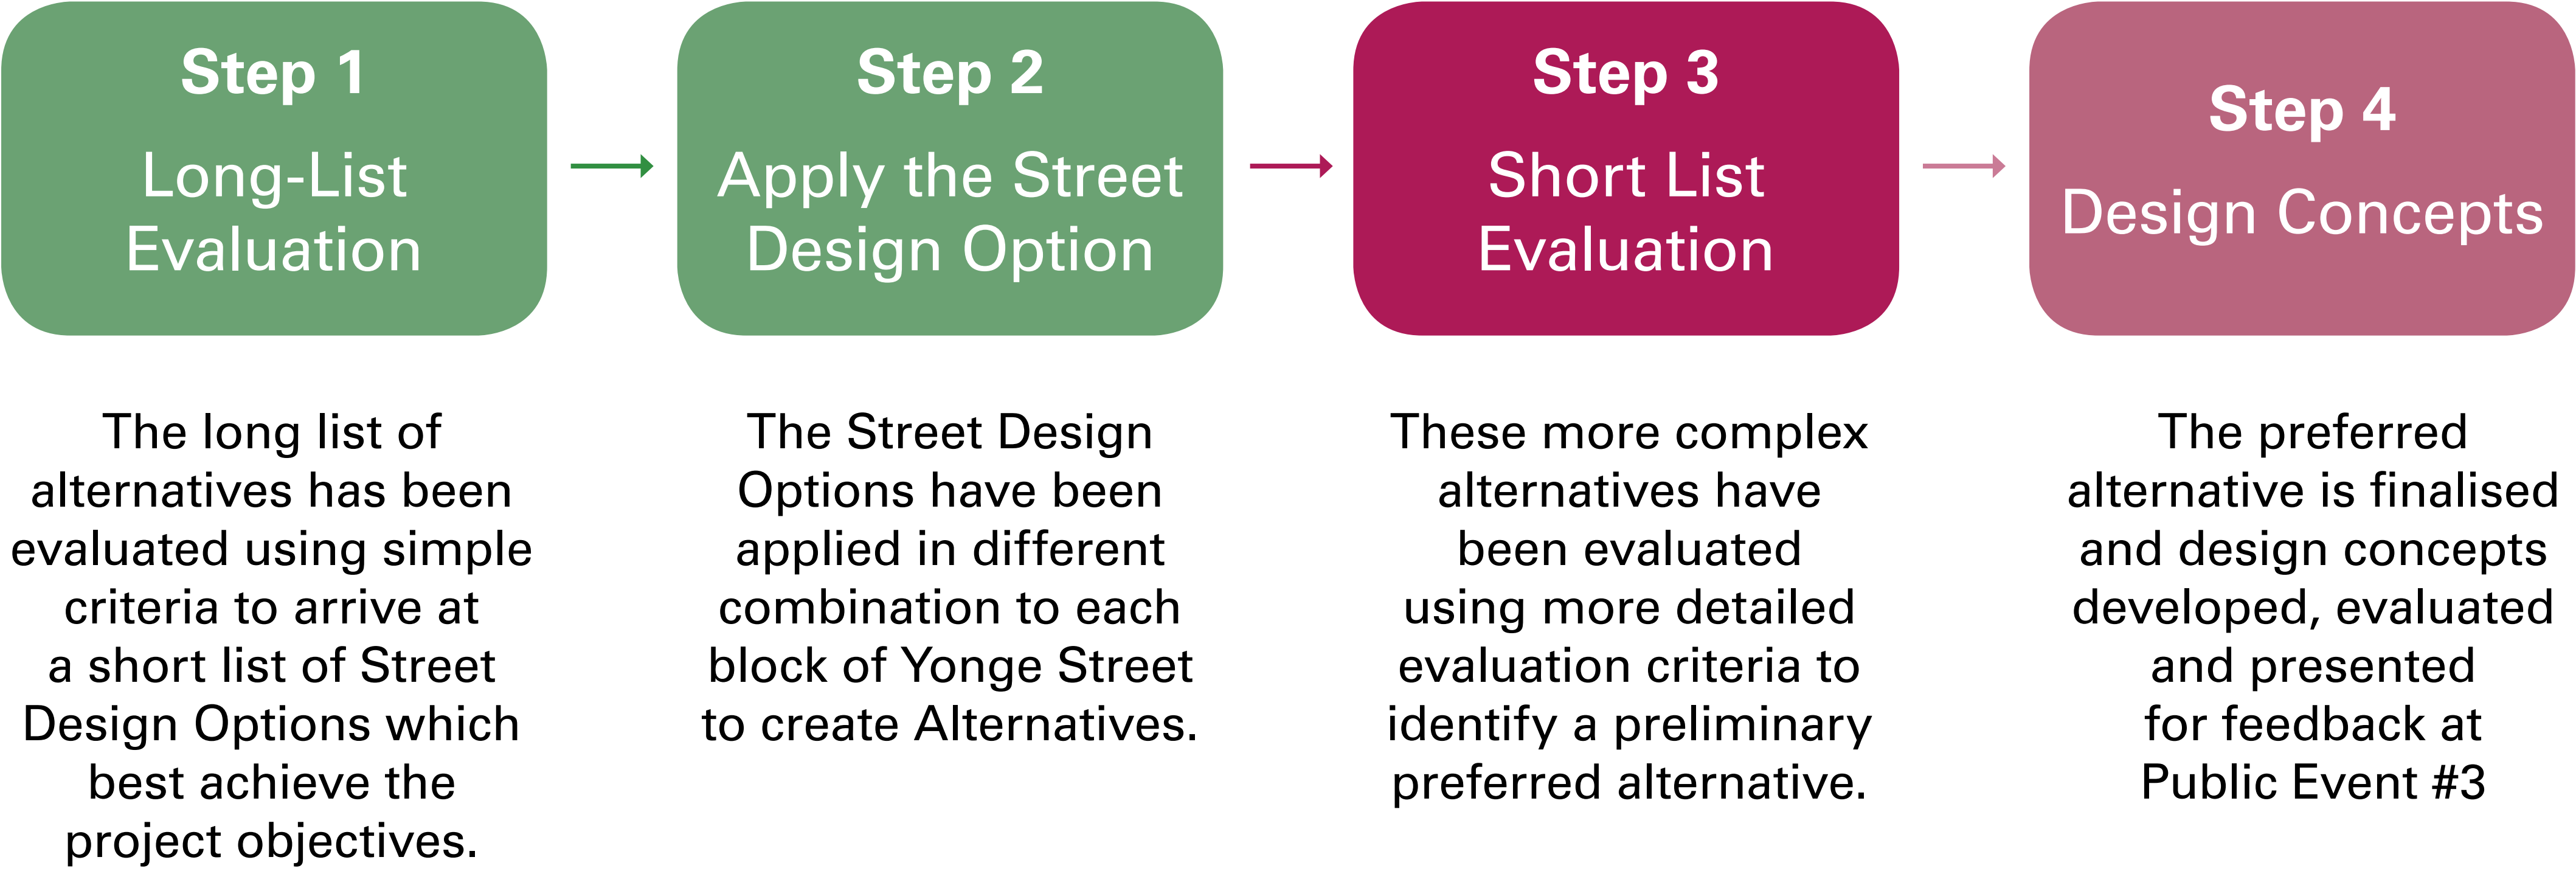 Step 1
Long-List
Evaluation
Step 2
Apply the Street
Design Option
Step 3
Short List
Evaluation
Step 4
Design Concepts
The long list of
alternatives has been
evaluated using simple
criteria to arrive at
a short list of Street
Design Options which
best achieve the
project objectives.
The Street Design
Options have been
applied in different
combination to each
block of Yonge Street
to create Alternatives.
These more complex
alternatives have
been evaluated
using more detailed
evaluation criteria to
identify a preliminary
preferred alternative.
The preferred
alternative is finalised
and design concepts
developed, evaluated
and presented
for feedback at
Public Event #3